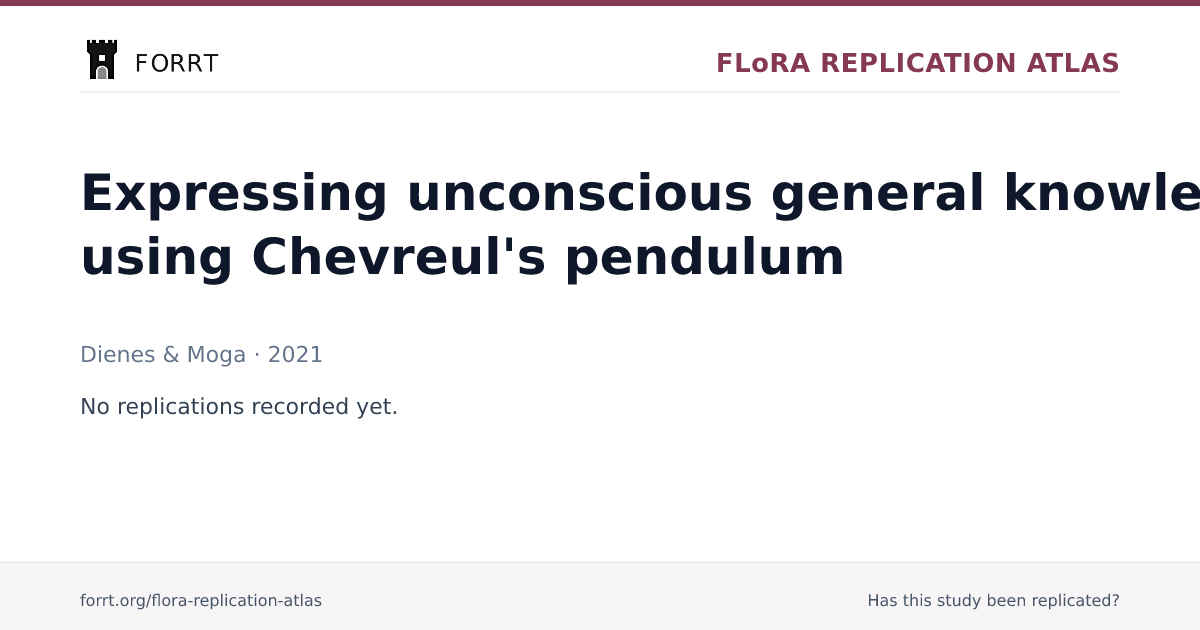 FORRT
FLoRA REPLICATION ATLAS
Expressing unconscious general knowle
using Chevreul's pendulum
Dienes & Moga · 2021
No replications recorded yet.
forrt.org/flora-replication-atlas
Has this study been replicated?